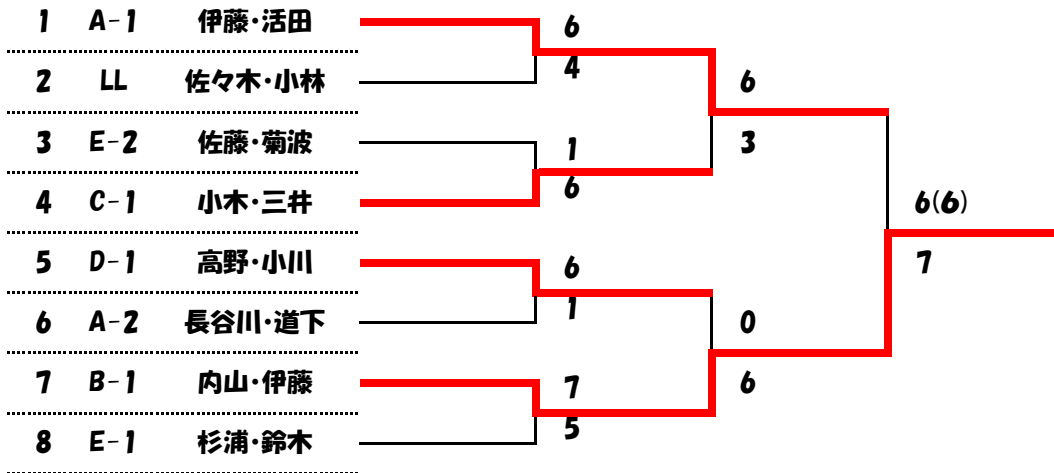 1 A-1 伊藤・活田 6
2 LL 佐々木・小林 4 6
3 E-2 佐藤・菊波 1 3
4 C-1 小木・三井 6 6(6)
5 D-1 高野・小川 6 7
6 A-2 長谷川・道下 1 0
7 B-1 内山・伊藤 7 6
8 E-1 杉浦・鈴木 5